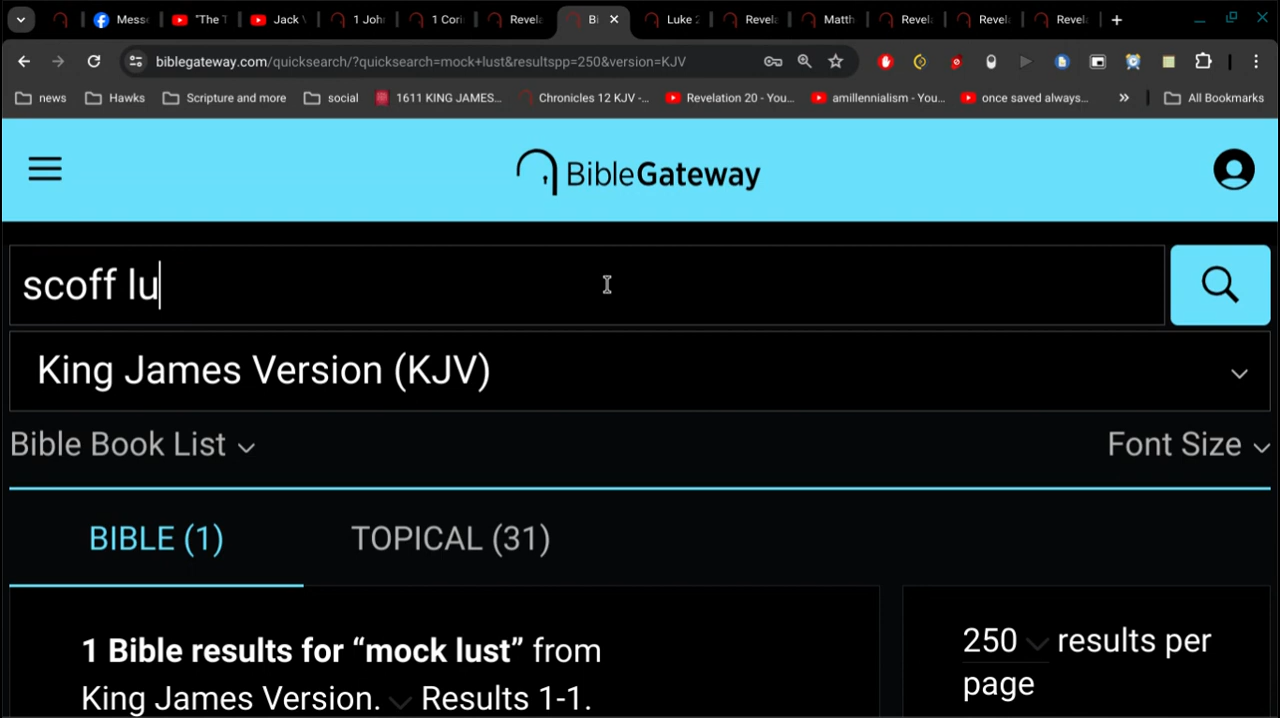 Mess
"The T
Jack \
1 Joh
1 Cori
Revela
Bi
Luke 2
Revela
Matth
Revela
Revela
Revela
biblegateway.com/quicksearch/?quicksearch=mock+lust&resultspp=250&version=KJV
news Hawks Scripture and more social 1611 KING JAMES... Chronicles 12 KJV -... Revelation 20 - You... amillennialism - You... once saved always... » All Bookmarks
BibleGateway
scoff lu
King James Version (KJV)
Bible Book List Font Size
BIBLE (1) TOPICAL (31)
1 Bible results for “mock lust” from
King James Version. Results 1-1.
250 results per
page